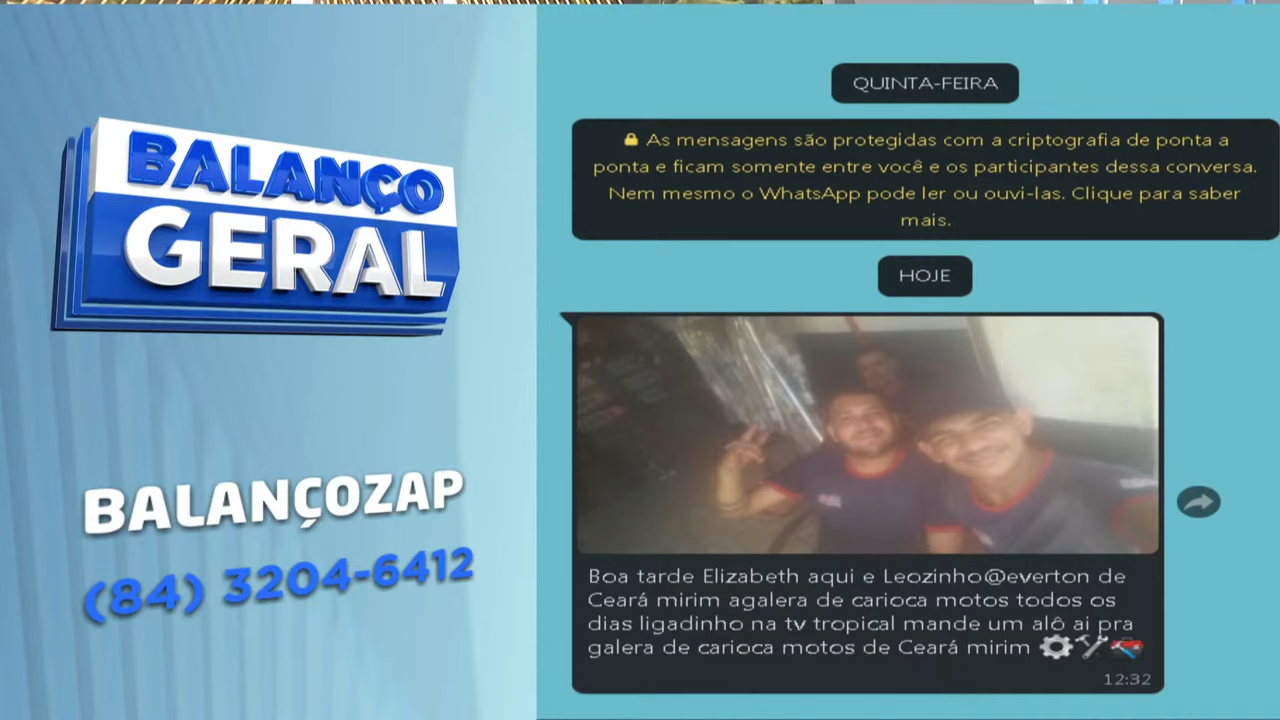 BALANÇO
GERAL
BALANÇOZAP
(84) 3204-6412
QUINTA-FEIRA
As mensagens são protegidas com a criptografia de ponta a
ponta e ficam somente entre você e os participantes dessa conversa.
Nem mesmo o WhatsApp pode ler ou ouvi-las. Clique para saber
mais.
HOJE
Boa tarde Elizabeth aqui e Leozinho@everton de
Ceará mirim agalera de carioca motos todos os
dias ligadinho na tv tropical mande um alô ai pra
galera de carioca motos de Ceará mirim
12:32